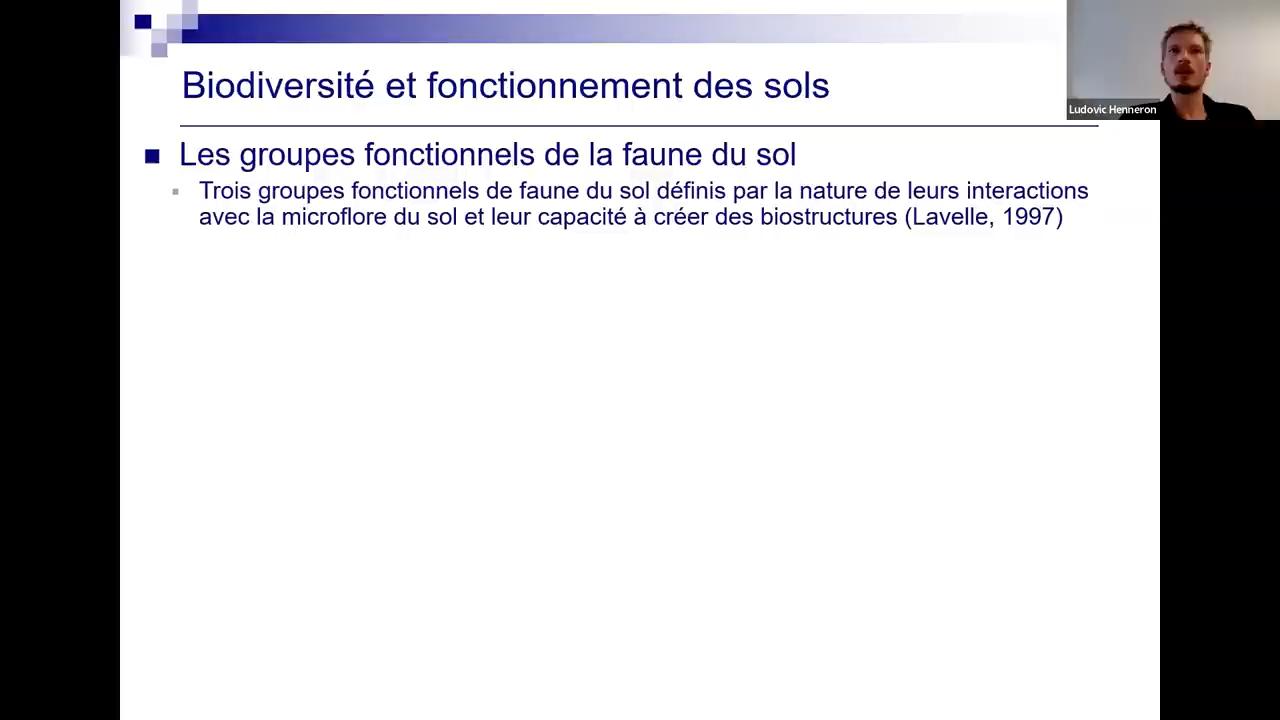 Biodiversité et fonctionnement des sols
Ludovic Henneron
Les groupes fonctionnels de la faune du sol
Trois groupes fonctionnels de faune du sol définis par la nature de leurs interactions
avec la microflore du sol et leur capacité à créer des biostructures (Lavelle, 1997)